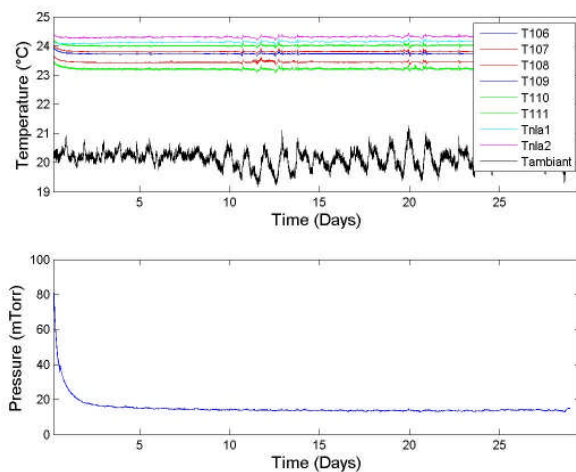 25
24
23
22
21
20
19
Temperature (°C)
T106
T107
T108
T109
T110
T111
Tnla1
Tnla2
Tambiant
5
10
15
20
25
Time (Days)
100
80
60
40
20
0
Pressure (mTorr)
5
10
15
20
25
Time (Days)